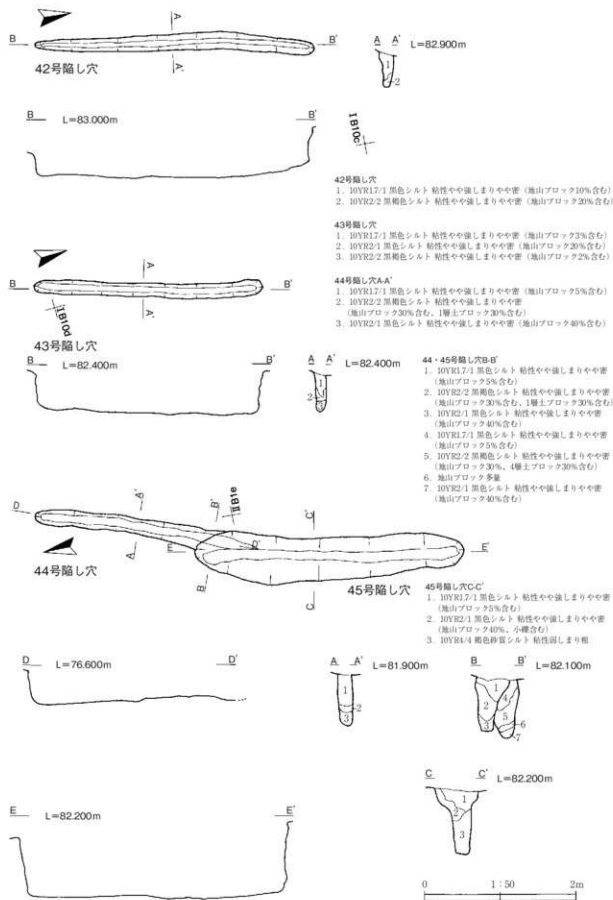 A
B B'
42号陥し穴
A'
A A' L=82.900m
1
2
B L=83.000m B'
ⅠB10c
42号陥し穴
1. 10YR1.7/1 黒色シルト 粘性やや強しまりやや密（地山ブロック10%含む）
2. 10YR2/2 黒褐色シルト 粘性やや強しまりやや密（地山ブロック20%含む）
43号陥し穴
1. 10YR1.7/1 黒色シルト 粘性やや強しまりやや密（地山ブロック3%含む）
2. 10YR2/1 黒色シルト 粘性やや強しまりやや密（地山ブロック20%含む）
3. 10YR2/2 黒褐色シルト 粘性やや強しまりやや密（地山ブロック2%含む）
A
B B'
A'
ⅠB10d
43号陥し穴
44号陥し穴A-A'
1. 10YR1.7/1 黒色シルト 粘性やや強しまりやや密（地山ブロック5%含む）
2. 10YR2/2 黒褐色シルト 粘性やや強しまりやや密
（地山ブロック30%含む、1層土ブロック30%含む）
3. 10YR2/1 黒色シルト 粘性やや強しまりやや密（地山ブロック40%含む）
B L=82.400m B'
A A' L=82.400m
1
2
3
44・45号陥し穴B-B'
1. 10YR1.7/1 黒色シルト 粘性やや強しまりやや密
（地山ブロック5%含む）
2. 10YR2/2 黒褐色シルト 粘性やや強しまりやや密
（地山ブロック30%含む、1層土ブロック30%含む）
3. 10YR2/1 黒色シルト 粘性やや強しまりやや密
（地山ブロック40%含む）
4. 10YR1.7/1 黒色シルト 粘性やや強しまりやや密
（地山ブロック5%含む）
5. 10YR2/2 黒褐色シルト 粘性やや強しまりやや密
（地山ブロック30%、4層土ブロック30%含む）
6. 地山ブロック多量
7. 10YR2/1 黒色シルト 粘性やや強しまりやや密
（地山ブロック40%含む）
D A' B' ⅡB1e C'
E D' E'
A B C
44号陥し穴
45号陥し穴
45号陥し穴C-C'
1. 10YR1.7/1 黒色シルト 粘性やや強しまりやや密
（地山ブロック5%含む）
2. 10YR2/1 黒色シルト 粘性やや強しまりやや密
（地山ブロック40%、小礫含む）
3. 10YR4/4 褐色砂質シルト 粘性弱しまり粗
D L=76.600m D'
A A' L=81.900m
1
2
3
B B' L=82.100m
1
2
3
4
5
6
7
E L=82.200m E'
C C' L=82.200m
1
2
3
0 1:50 2m